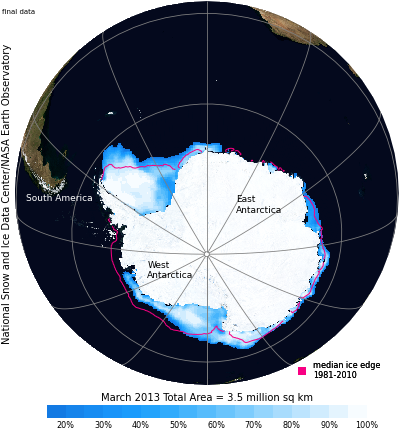 final data
National Snow and Ice Data Center/NASA Earth Observatory
South America
East
Antarctica
West
Antarctica
median ice edge
1981-2010
March 2013 Total Area = 3.5 million sq km
20% 30% 40% 50% 60% 70% 80% 90% 100%